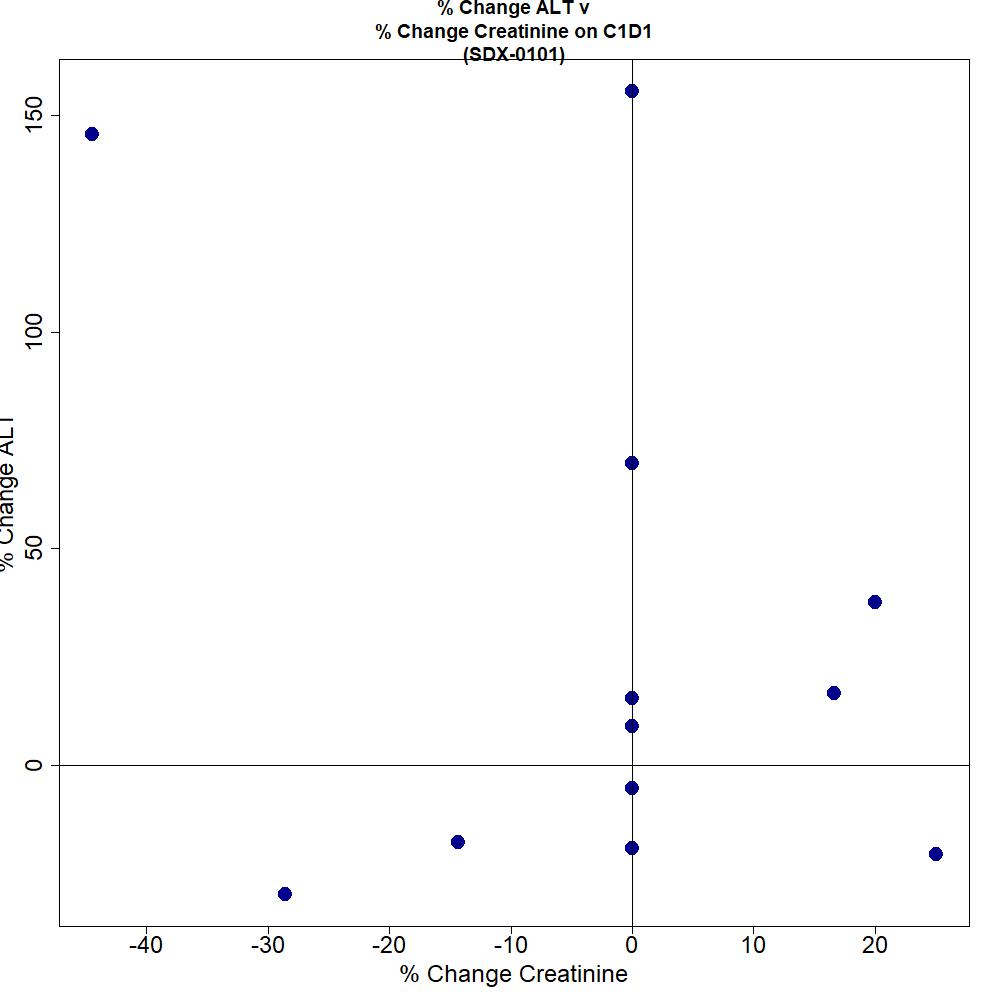 % Change ALT v
% Change Creatinine on C1D1
(SDX-0101)
% Change ALT
150
100
50
0
-40 -30 -20 -10 0 10 20
% Change Creatinine